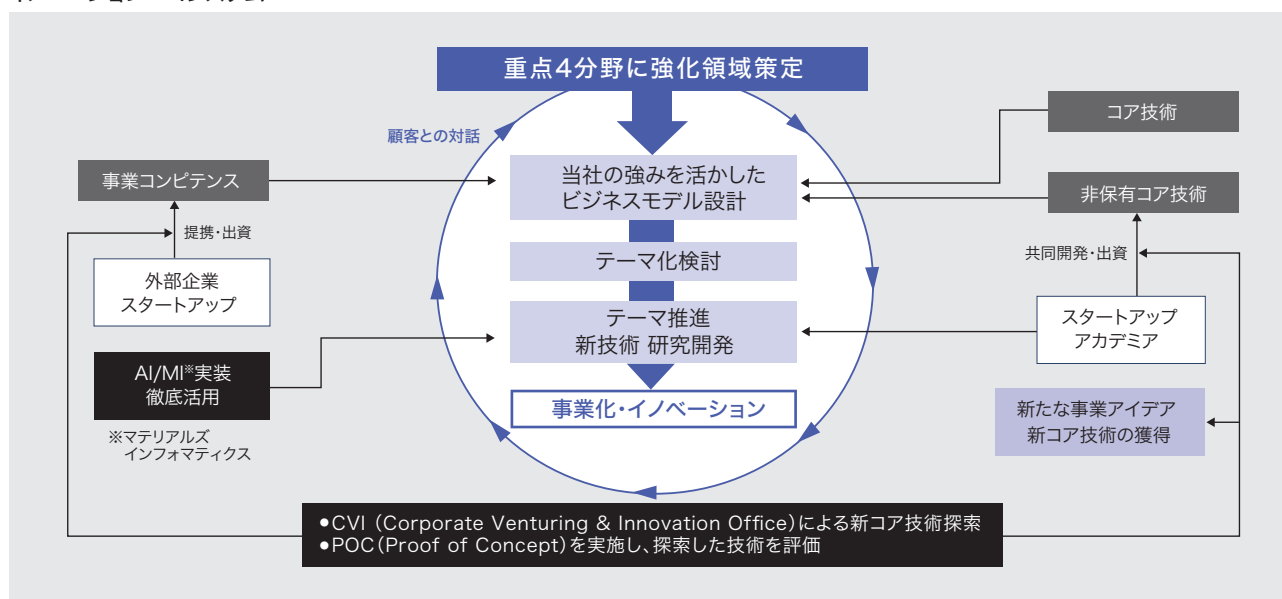 重点4分野に強化領域策定
顧客との対話
コア技術
事業コンピテンス
当社の強みを活かした
ビジネスモデル設計
非保有コア技術
提携・出資
共同開発・出資
外部企業
スタートアップ
テーマ化検討
テーマ推進
新技術 研究開発
スタートアップ
アカデミア
AI/MI※実装
徹底活用
事業化・イノベーション
新たな事業アイデア
新コア技術の獲得
※マテリアルズ
インフォマティクス
●CVI (Corporate Venturing & Innovation Office)による新コア技術探索
●POC(Proof of Concept)を実施し、探索した技術を評価